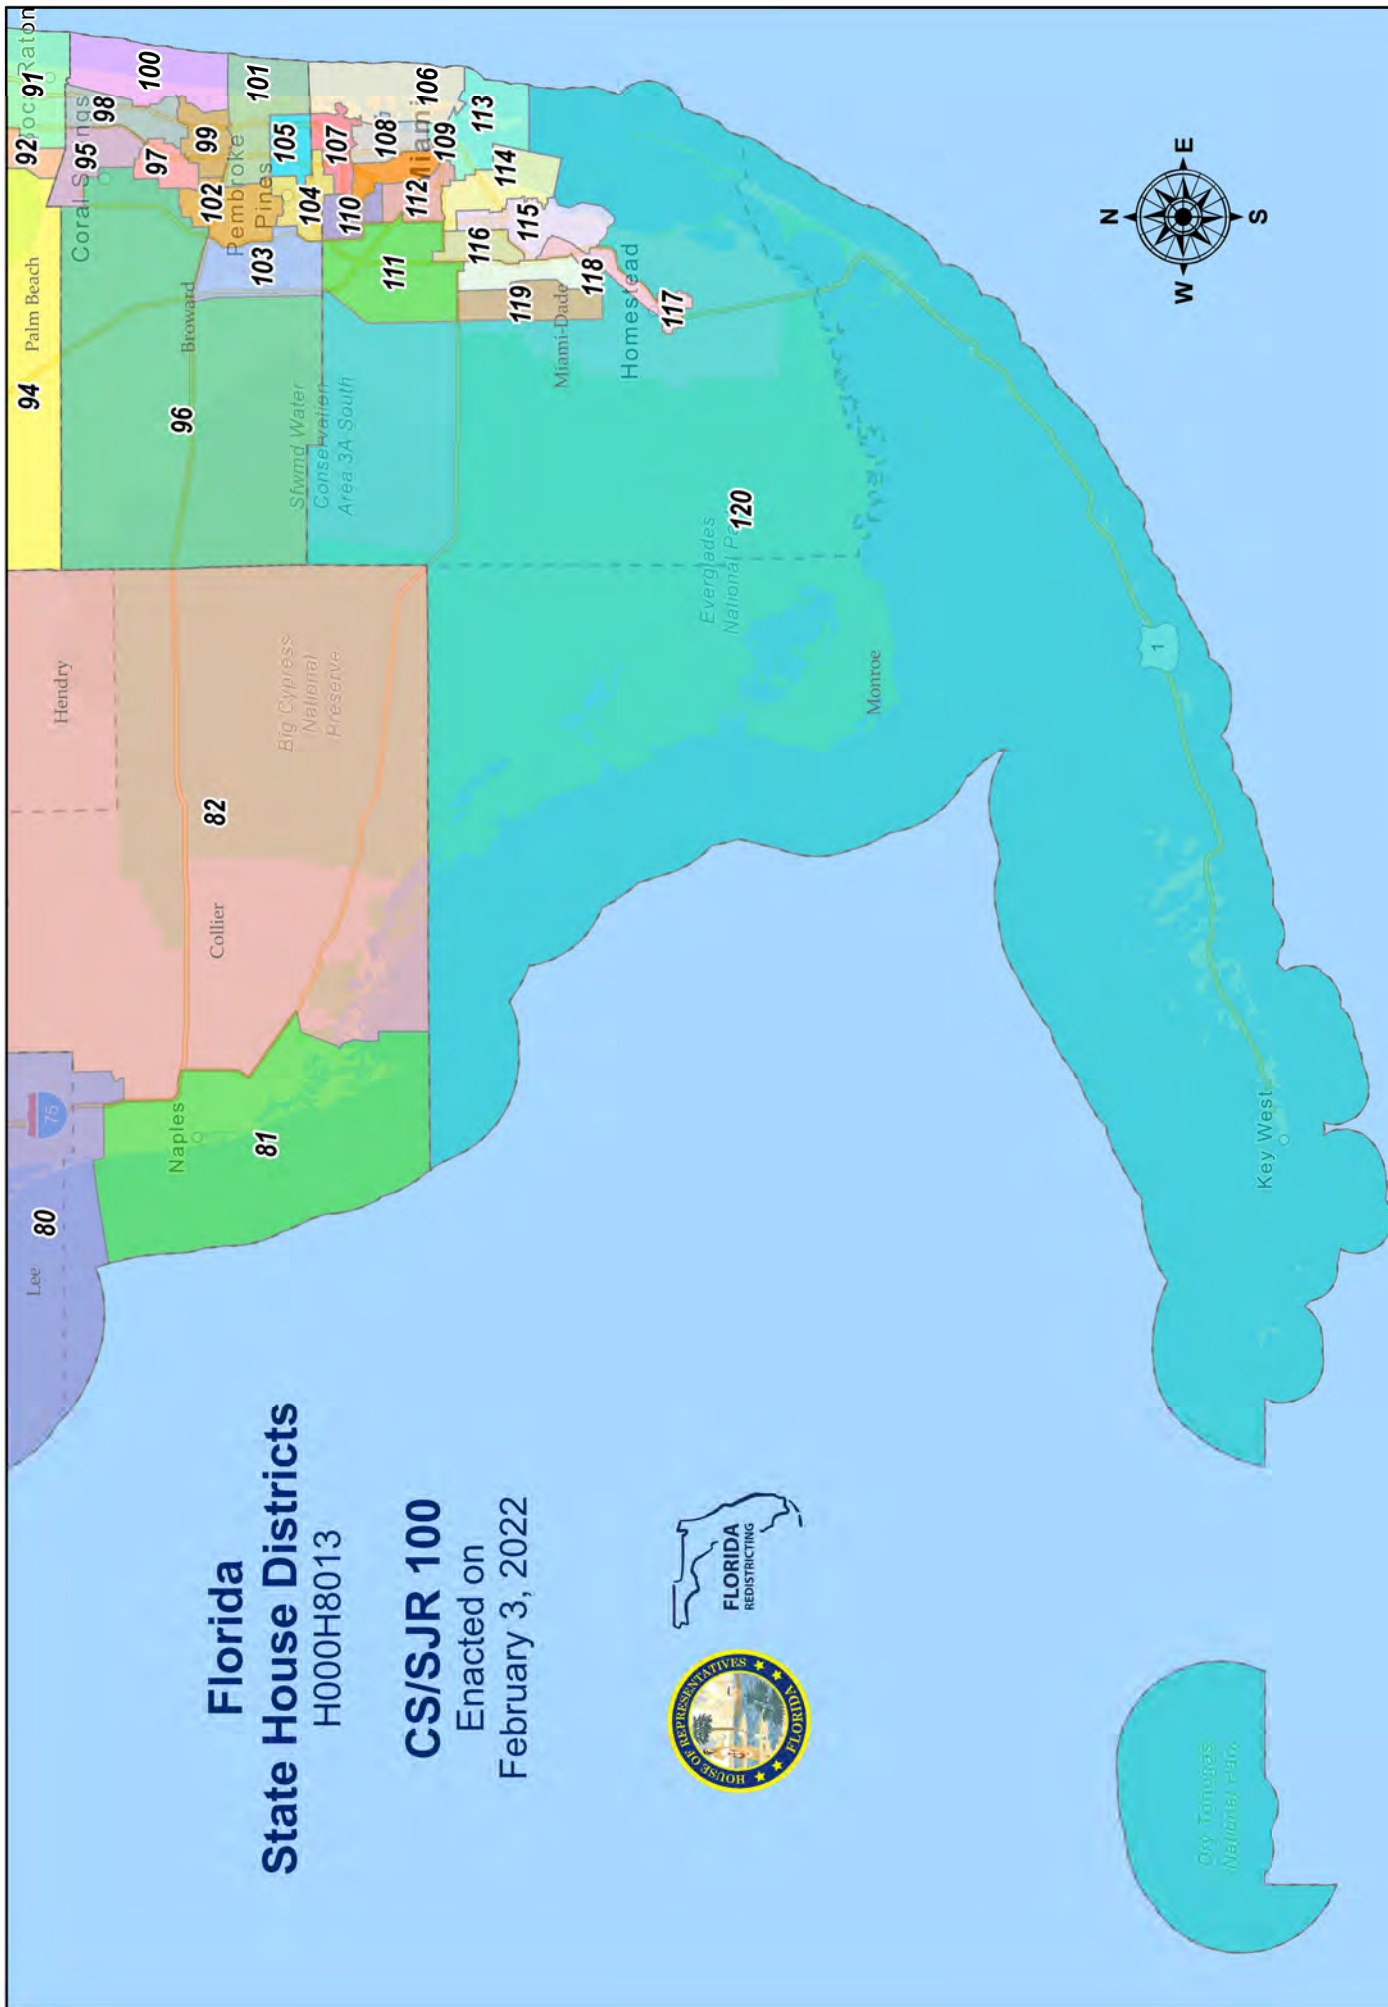 Florida
State House Districts
H000H8013
CS/SJR 100
Enacted on
February 3, 2022
HOUSE OF REPRESENTATIVES
FLORIDA
FLORIDA
REDISTRICTING
N
E
S
W
Lee
80
75
Naples
81
Collier
82
Hendry
Big Cypress
National
Preserve
94
Palm Beach
92
91
Boca Raton
95
98
100
Coral Springs
97
99
101
96
Broward
102
Pembroke
Pines
105
103
104
107
106
Sfwmd Water
Conservation
Area 3A South
110
108
Miami
109
111
112
113
114
116
115
119
118
Miami-Dade
Homestead
117
120
Everglades
National Park
Monroe
1
Key West
Dry Tortugas
National Park